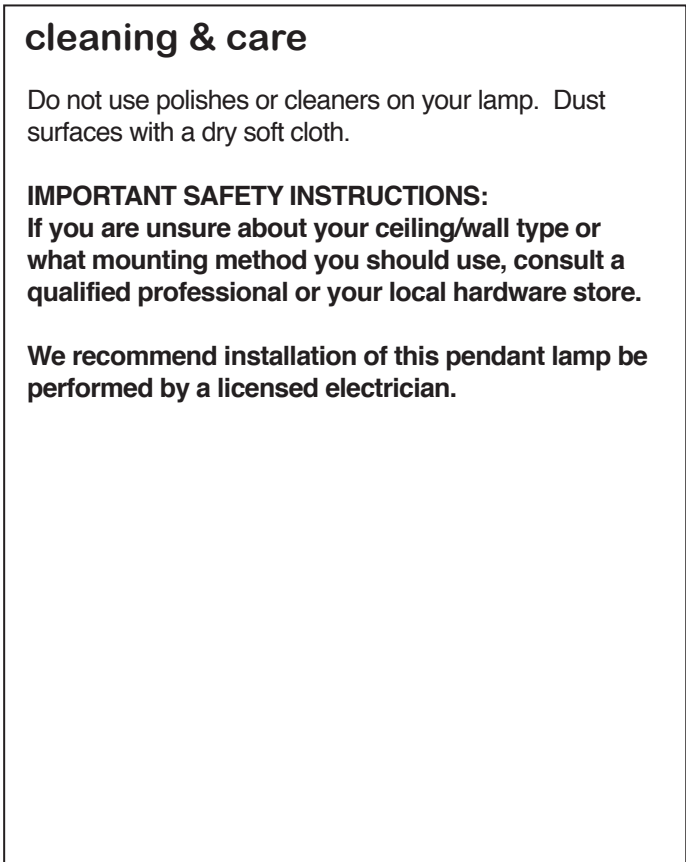 cleaning & care
Do not use polishes or cleaners on your lamp.  Dust
surfaces with a dry soft cloth.
IMPORTANT SAFETY INSTRUCTIONS:
If you are unsure about your ceiling/wall type or
what mounting method you should use, consult a
qualified professional or your local hardware store.
We recommend installation of this pendant lamp be
performed by a licensed electrician.